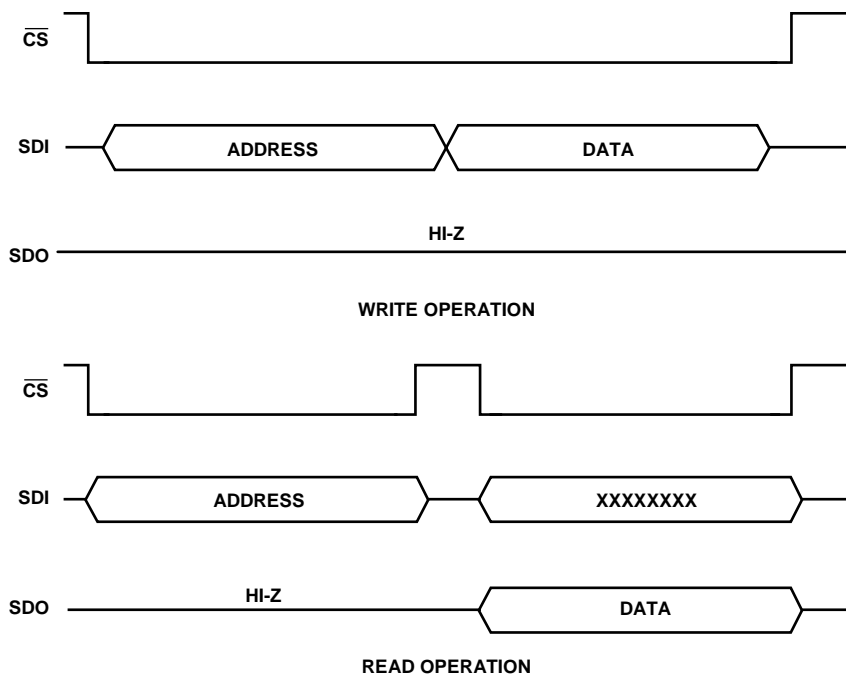 CS
SDI ADDRESS DATA
SDO HI-Z
WRITE OPERATION
CS
SDI ADDRESS XXXXXXXX
SDO HI-Z DATA
READ OPERATION